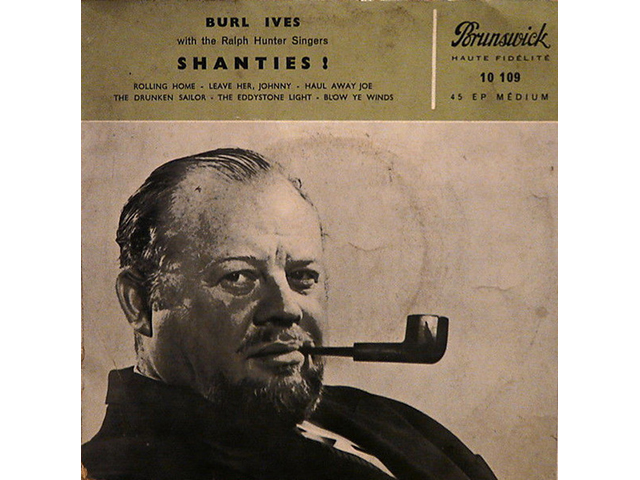 BURL IVES
with the Ralph Hunter Singers
SHANTIES !
ROLLING HOME - LEAVE HER, JOHNNY - HAUL AWAY JOE
THE DRUNKEN SAILOR - THE EDDYSTONE LIGHT - BLOW YE WINDS
Brunswick
HAUTE FIDÉLITÉ
10 109
45 EP MÉDIUM